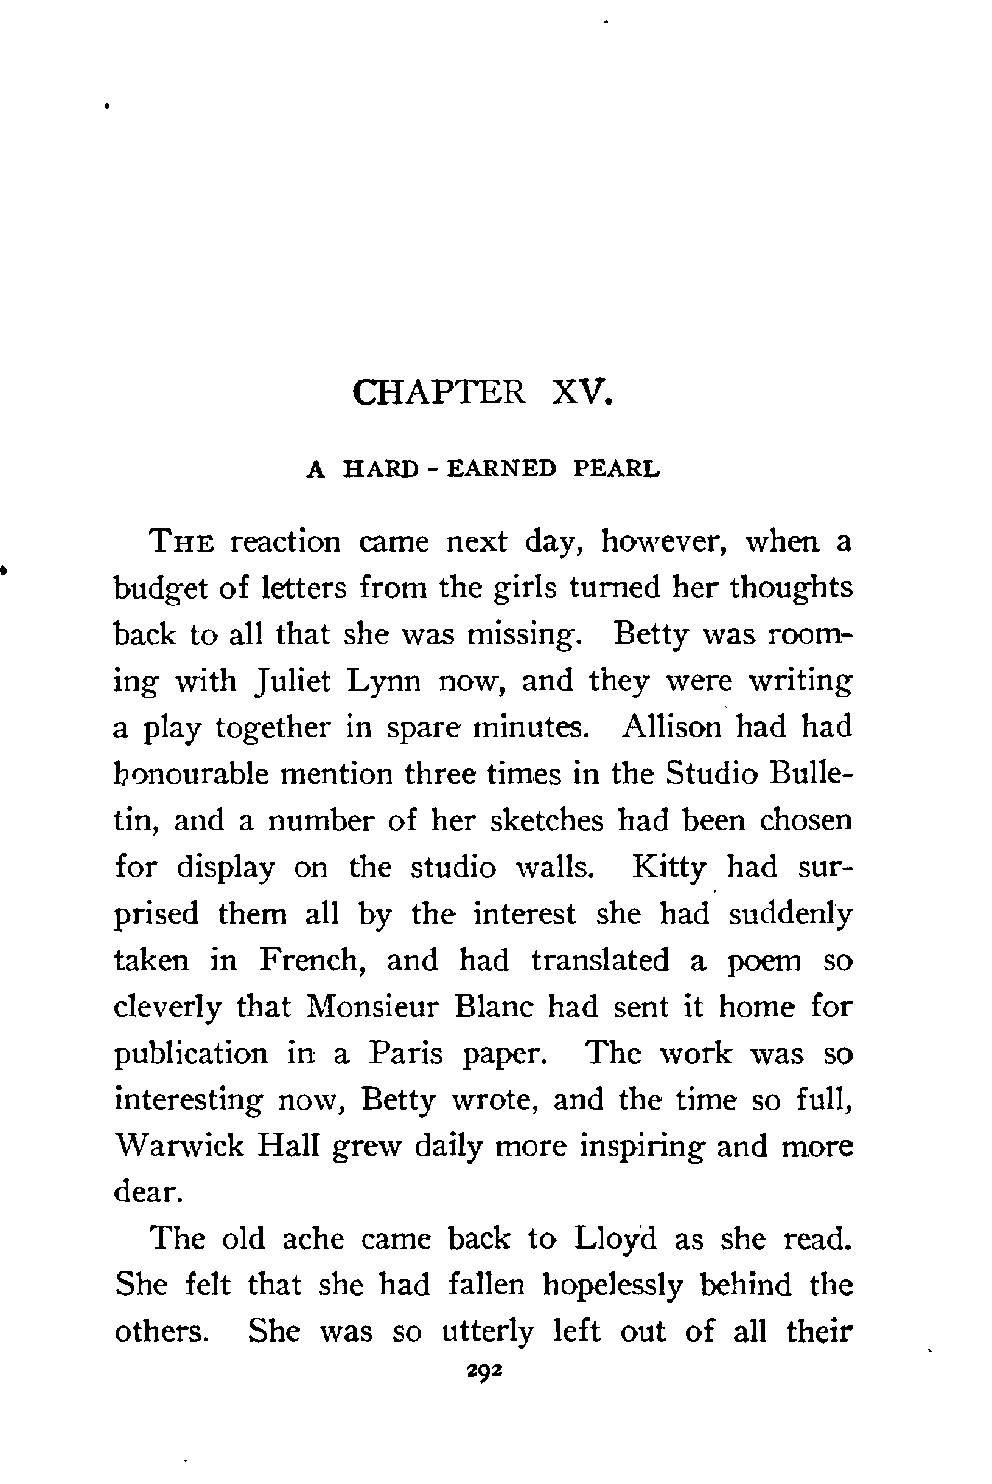 CHAPTER XV.
A HARD - EARNED PEARL
THE reaction came next day, however, when a
budget of letters from the girls turned her thoughts
back to all that she was missing. Betty was room-
ing with Juliet Lynn now, and they were writing
a play together in spare minutes. Allison had had
honourable mention three times in the Studio Bulle-
tin, and a number of her sketches had been chosen
for display on the studio walls. Kitty had sur-
prised them all by the interest she had suddenly
taken in French, and had translated a poem so
cleverly that Monsieur Blanc had sent it home for
publication in a Paris paper. The work was so
interesting now, Betty wrote, and the time so full,
Warwick Hall grew daily more inspiring and more
dear.
The old ache came back to Lloyd as she read.
She felt that she had fallen hopelessly behind the
others. She was so utterly left out of all their
292